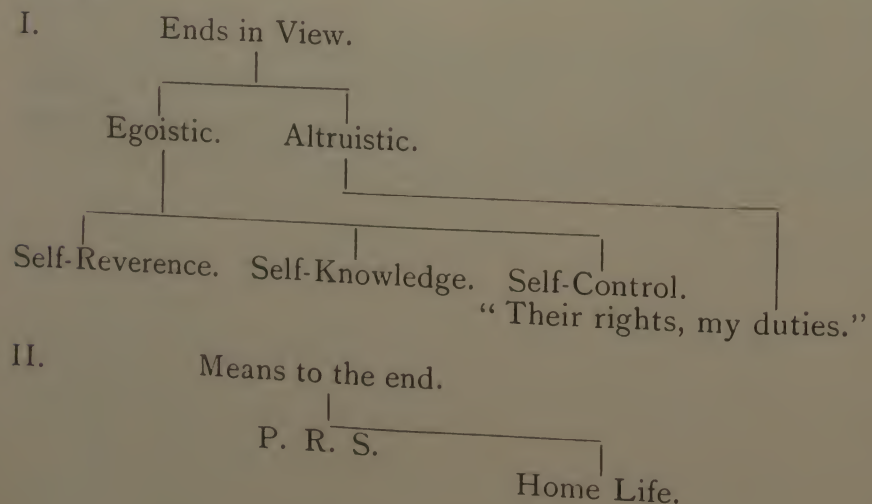 I. Ends in View.
Egoistic. Altruistic.
Self-Reverence. Self-Knowledge. Self-Control.
“ Their rights, my duties.”
II. Means to the end.
P. R. S.
Home Life.